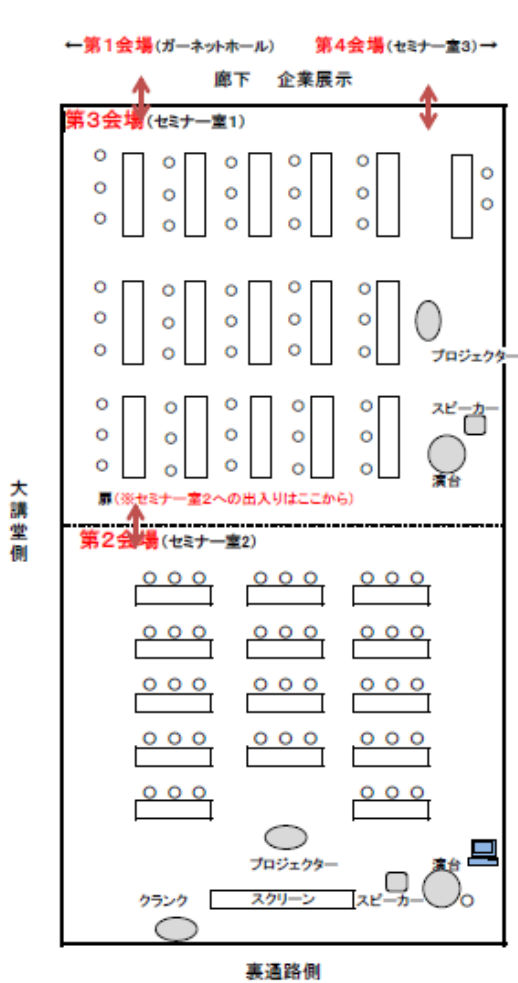 ←第1会場(ガーネットホール) 第4会場(セミナー室3)→
廊下 企業展示
第3会場(セミナー室1)
プロジェクター
スピーカー
演台
扉(※セミナー室2への出入りはここから)
大講堂側
第2会場(セミナー室2)
プロジェクター
演台
クランク
スクリーン
スピーカー
裏通路側